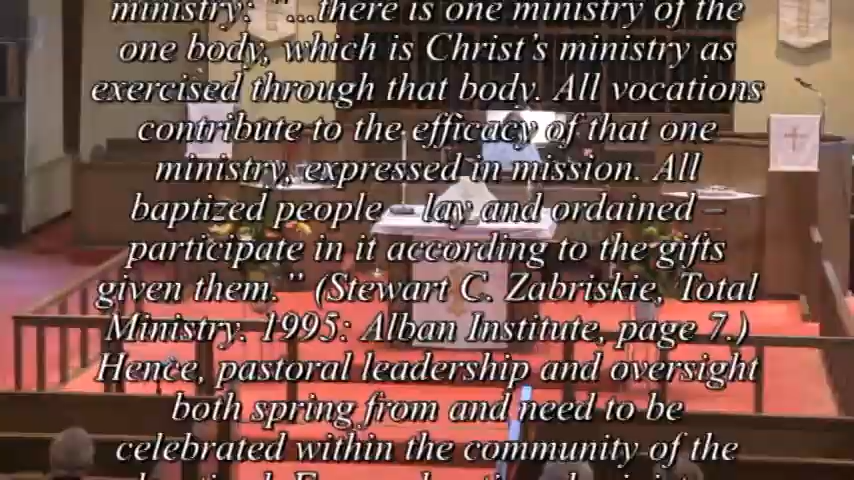 ministry: "...there is one ministry of the
one body, which is Christ's ministry as
exercised through that body. All vocations
contribute to the efficacy of that one
ministry, expressed in mission. All
baptized people – lay and ordained –
participate in it according to the gifts
given them." (Stewart C. Zabriskie, Total
Ministry. 1995: Alban Institute, page 7.)
Hence, pastoral leadership and oversight
both spring from and need to be
celebrated within the community of the